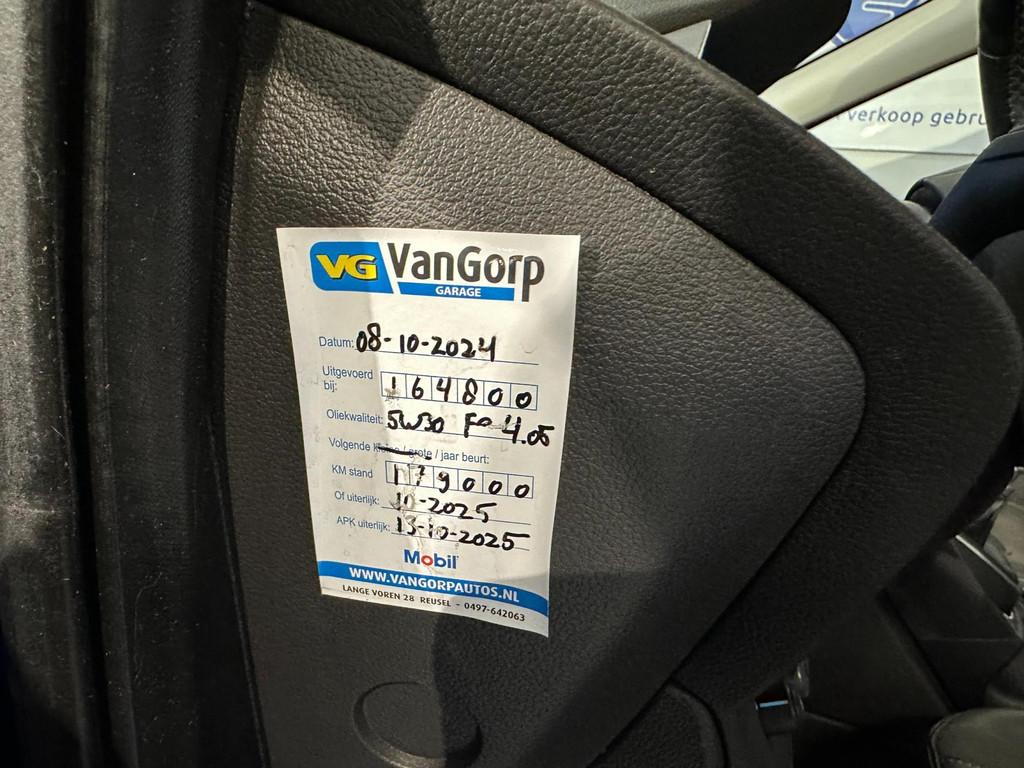 verkoop gebru
VG VanGorp
GARAGE
Datum: 08-10-2024
Uitgevoerd
bij: 164800
Oliekwaliteit: 5W30 Fo 4.05
Volgende kleine / grote / jaar beurt:
KM stand 179000
Of uiterlijk: 10-2025
APK uiterlijk: 13-10-2025
Mobil
WWW.VANGORPAUTOS.NL
LANGE VOREN 28 REUSEL - 0497-642063